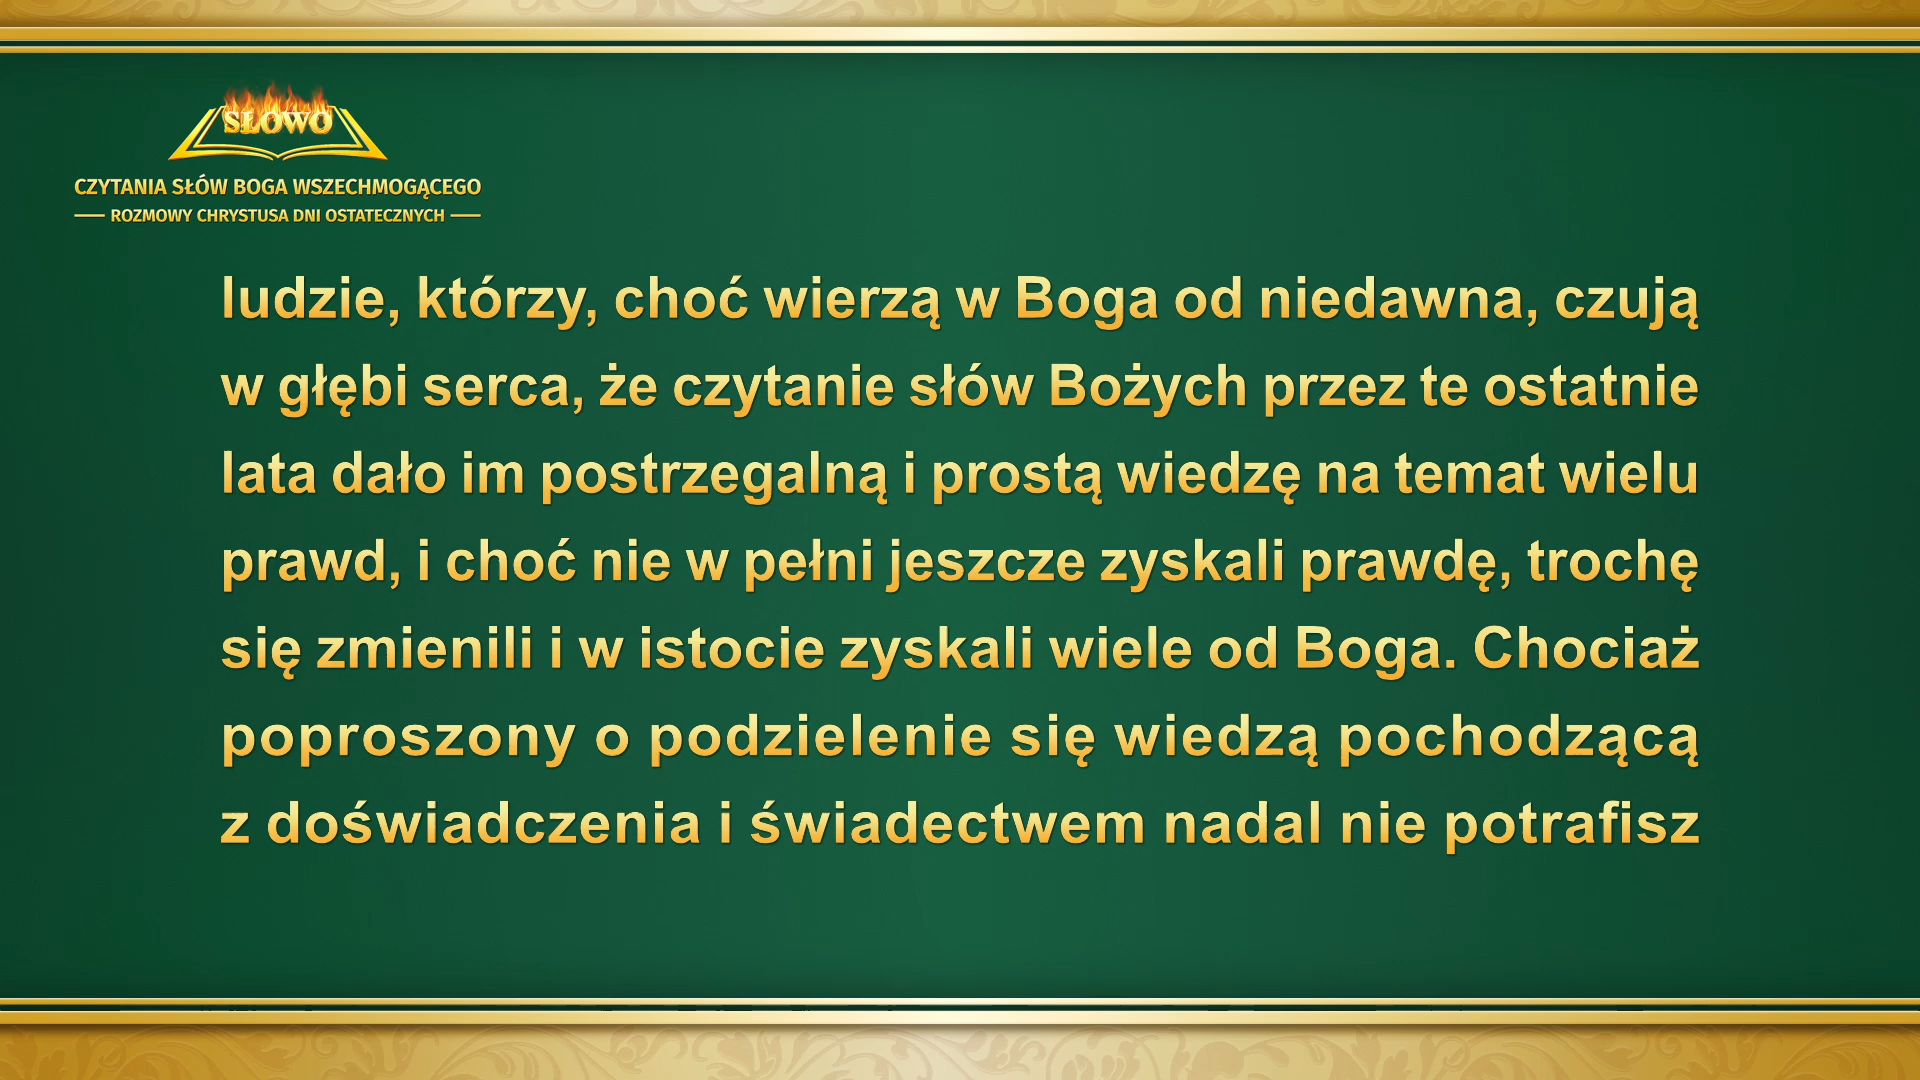 SŁOWO
CZYTANIA SŁÓW BOGA WSZECHMOGĄCEGO
ROZMOWY CHRYSTUSA DNI OSTATECZNYCH
ludzie, którzy, choć wierzą w Boga od niedawna, czują
w głębi serca, że czytanie słów Bożych przez te ostatnie
lata dało im postrzegalną i prostą wiedzę na temat wielu
prawd, i choć nie w pełni jeszcze zyskali prawdę, trochę
się zmienili i w istocie zyskali wiele od Boga. Chociaż
poproszony o podzielenie się wiedzą pochodzącą
z doświadczenia i świadectwem nadal nie potrafisz